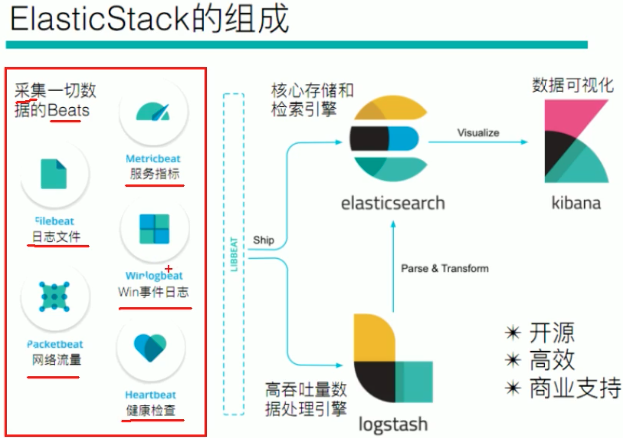 ElasticStack的组成
采集一切数
据的Beats
Metricbeat
服务指标
Filebeat
日志文件
Winlogbeat
Win事件日志
Packetbeat
网络流量
Heartbeat
健康检查
LIBBEAT
Ship
核心存储和
检索引擎
elasticsearch
Visualize
数据可视化
kibana
Parse & Transform
高吞吐量数
据处理引擎
logstash
✴ 开源
✴ 高效
✴ 商业支持